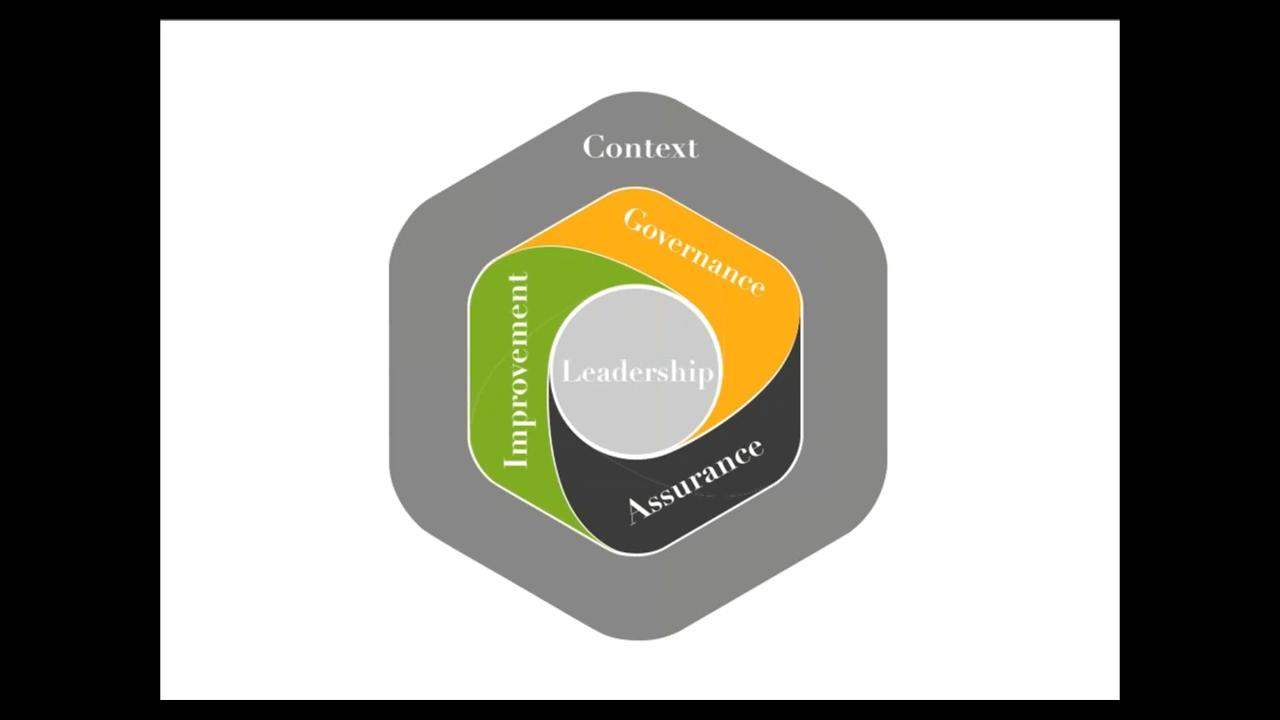 Context
Governance
Improvement
Leadership
Assurance